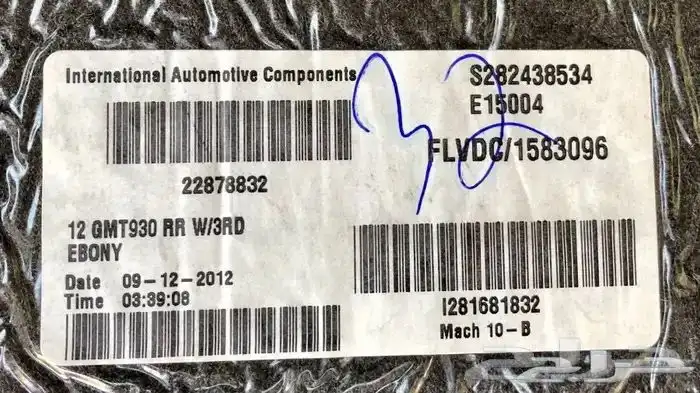 International Automotive Components
22878832
12 GMT930 RR W/3RD
EBONY
Date 09-12-2012
Time 03:39:08
S282438534
E15004
FLVDC/1583096
I281681832
Mach 10-B
حراج